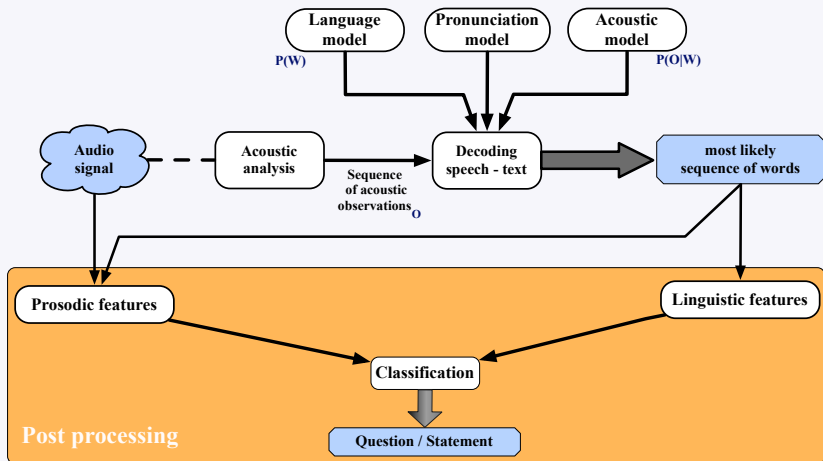 Language
model
Pronunciation
model
Acoustic
model
P(W)
P(O|W)
Audio
signal
Acoustic
analysis
Sequence
of acoustic
observations O
Decoding
speech - text
most likely
sequence of words
Prosodic features
Linguistic features
Classification
Post processing
Question / Statement